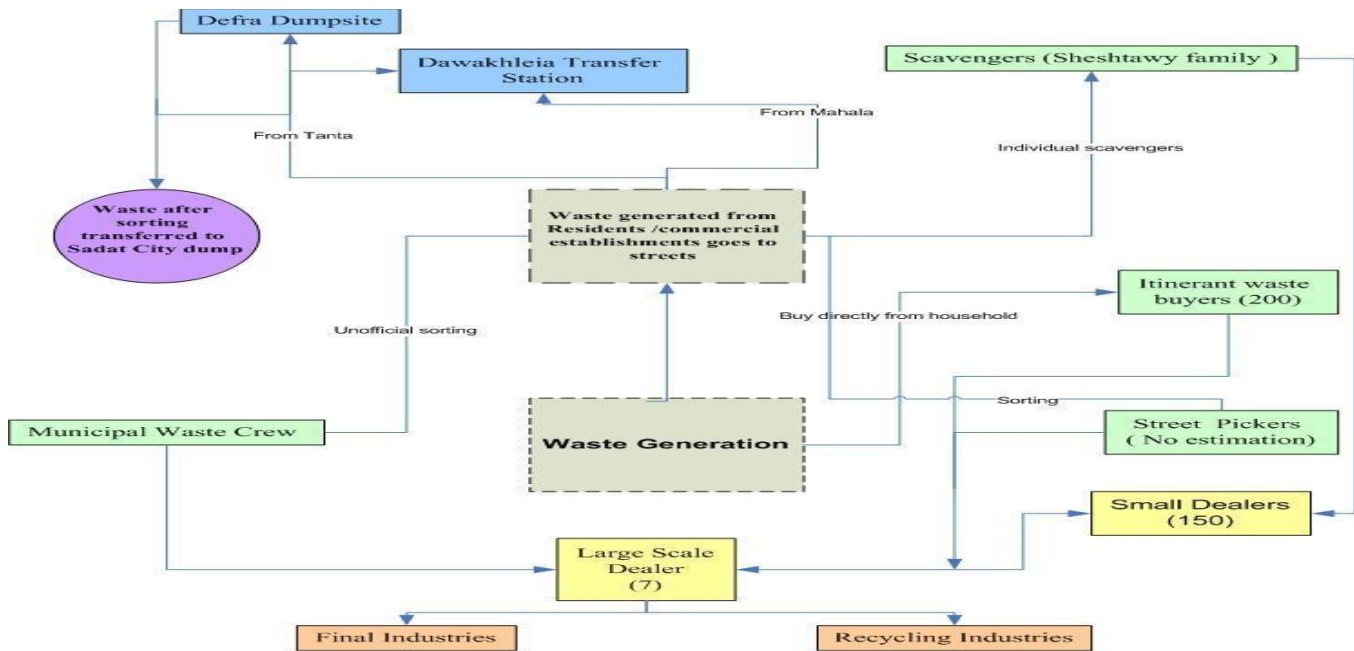 Defra Dumpsite
Dawakhleia Transfer
Station
Scavengers (Sheshtawy family )
From Mahala
From Tanta
Individual scavengers
Waste after
sorting
transferred to
Sadat City dump
Waste generated from
Residents /commercial
establishments goes to
streets
Itinerant waste
buyers (200)
Unofficial sorting
Buy directly from household
Sorting
Municipal Waste Crew
Waste Generation
Street Pickers
( No estimation)
Small Dealers
(150)
Large Scale
Dealer
(7)
Final Industries
Recycling Industries